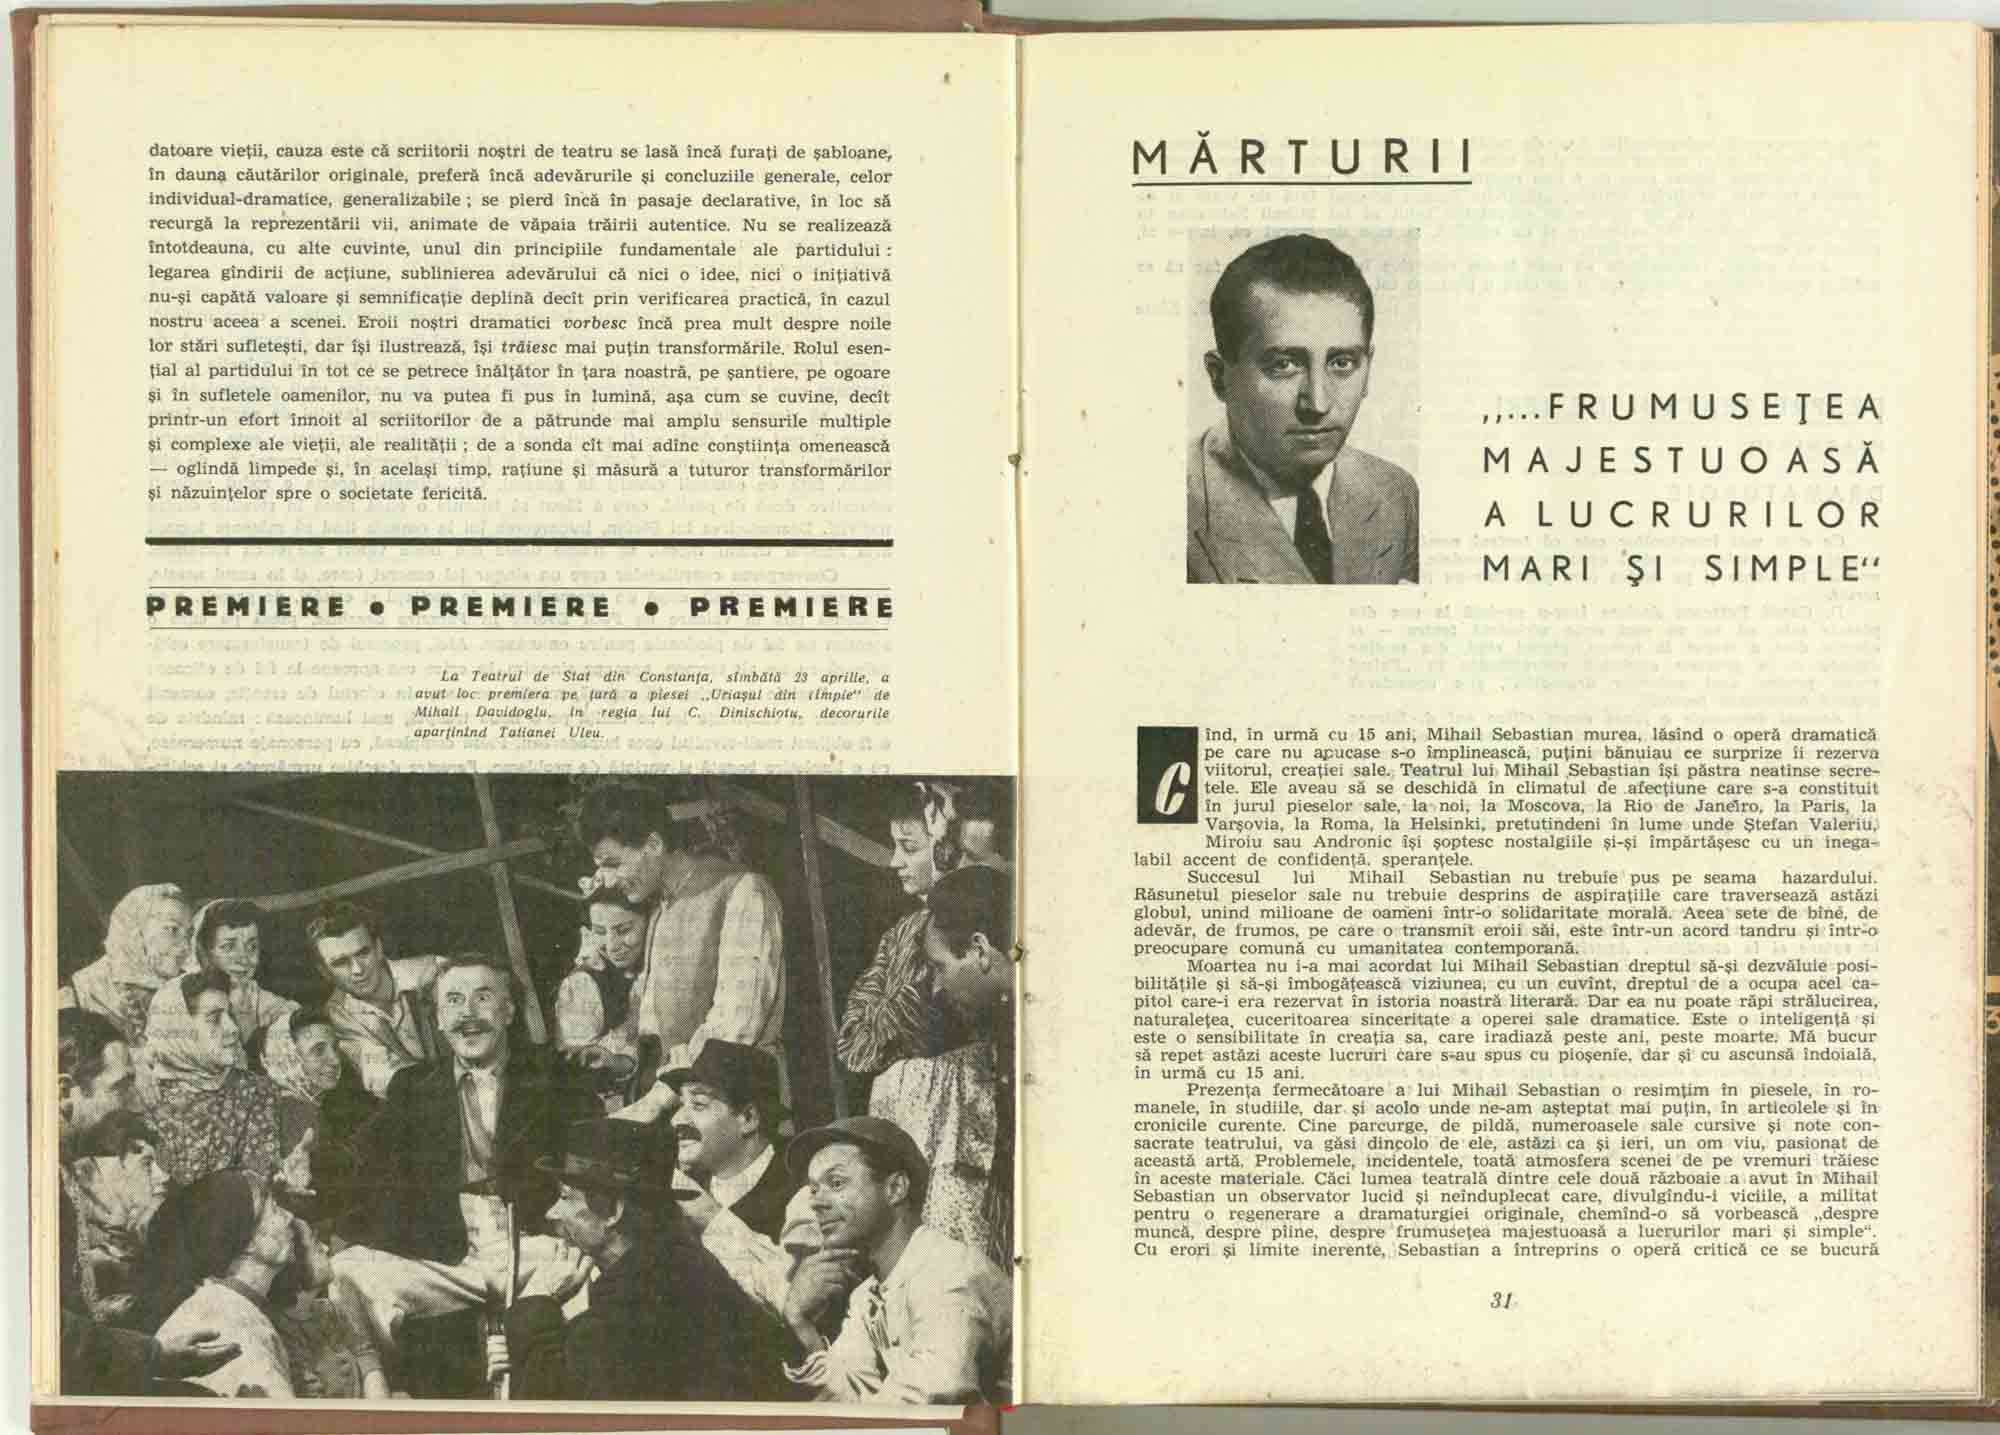 datoare vieții, cauza este că scriitorii noștri de teatru se lasă încă furați de șabloane,
în dauna căutărilor originale, preferă încă adevărurile și concluziile generale, celor
individual-dramatice, generalizabile ; se pierd încă în pasaje declarative, în loc să
recurgă la reprezentării vii, animate de văpaia trăirii autentice. Nu se realizează
întotdeauna, cu alte cuvinte, unul din principiile fundamentale ale partidului :
legarea gîndirii de acțiune, sublinierea adevărului că nici o idee, nici o inițiativă
nu-și capătă valoare și semnificație deplină decît prin verificarea practică, în cazul
nostru aceea a scenei. Eroii noștri dramatici vorbesc încă prea mult despre noile
lor stări sufletești, dar își ilustrează, își trăiesc mai puțin transformările. Rolul esen-
țial al partidului în tot ce se petrece înălțător în țara noastră, pe șantiere, pe ogoare
și în sufletele oamenilor, nu va putea fi pus în lumină, așa cum se cuvine, decît
printr-un efort înnoit al scriitorilor de a pătrunde mai amplu sensurile multiple
și complexe ale vieții, ale realității ; de a sonda cît mai adînc conștiința omenească
— oglindă limpede și, în același timp, rațiune și măsură a tuturor transformărilor
și năzuințelor spre o societate fericită.
PREMIERE • PREMIERE • PREMIERE
La Teatrul de Stat din Constanța, sîmbătă 23 aprilie, a
avut loc premiera pe țară a piesei „Uriașul din cîmpie" de
Mihail Davidoglu, în regia lui C. Dinischiotu, decorurile
aparținînd Tatianei Uleu.
MĂRTURII
„...FRUMUSEȚEA
MAJESTUOASĂ
A LUCRURILOR
MARI ȘI SIMPLE"
Cînd, în urmă cu 15 ani, Mihail Sebastian murea, lăsînd o operă dramatică
pe care nu apucase s-o împlinească, puțini bănuiau ce surprize îi rezerva
viitorul, creației sale. Teatrul lui Mihail Sebastian își păstra neatinse secre-
tele. Ele aveau să se deschidă în climatul de afecțiune care s-a constituit
în jurul pieselor sale, la noi, la Moscova, la Rio de Janeiro, la Paris, la
Varșovia, la Roma, la Helsinki, pretutindeni în lume unde Ștefan Valeriu,
Miroiu sau Andronic își șoptesc nostalgiile și-și împărtășesc cu un inega-
labil accent de confidență, speranțele.
Succesul lui Mihail Sebastian nu trebuie pus pe seama hazardului.
Răsunetul pieselor sale nu trebuie desprins de aspirațiile care traversează astăzi
globul, unind milioane de oameni într-o solidaritate morală. Acea sete de bine, de
adevăr, de frumos, pe care o transmit eroii săi, este într-un acord tandru și într-o
preocupare comună cu umanitatea contemporană.
Moartea nu i-a mai acordat lui Mihail Sebastian dreptul să-și dezvăluie posi-
bilitățile și să-și îmbogățească viziunea, cu un cuvînt, dreptul de a ocupa acel ca-
pitol care-i era rezervat în istoria noastră literară. Dar ea nu poate răpi strălucirea,
naturalețea, cuceritoarea sinceritate a operei sale dramatice. Este o inteligență și
este o sensibilitate în creația sa, care iradiază peste ani, peste moarte. Mă bucur
să repet astăzi aceste lucruri care s-au spus cu pioșenie, dar și cu ascunsă îndoială,
în urmă cu 15 ani.
Prezența fermecătoare a lui Mihail Sebastian o resimțim în piesele, în ro-
manele, în studiile, dar și acolo unde ne-am așteptat mai puțin, în articolele și în
cronicile curente. Cine parcurge, de pildă, numeroasele sale cursive și note con-
sacrate teatrului, va găsi dincolo de ele, astăzi ca și ieri, un om viu, pasionat de
această artă. Problemele, incidentele, toată atmosfera scenei de pe vremuri trăiesc
în aceste materiale. Căci lumea teatrală dintre cele două războaie a avut în Mihail
Sebastian un observator lucid și neînduplecat care, divulgîndu-i viciile, a militat
pentru o regenerare a dramaturgiei originale, chemînd-o să vorbească „despre
muncă, despre pîine, despre frumusețea majestuoasă a lucrurilor mari și simple".
Cu erori și limite inerente, Sebastian a întreprins o operă critică ce se bucură
31